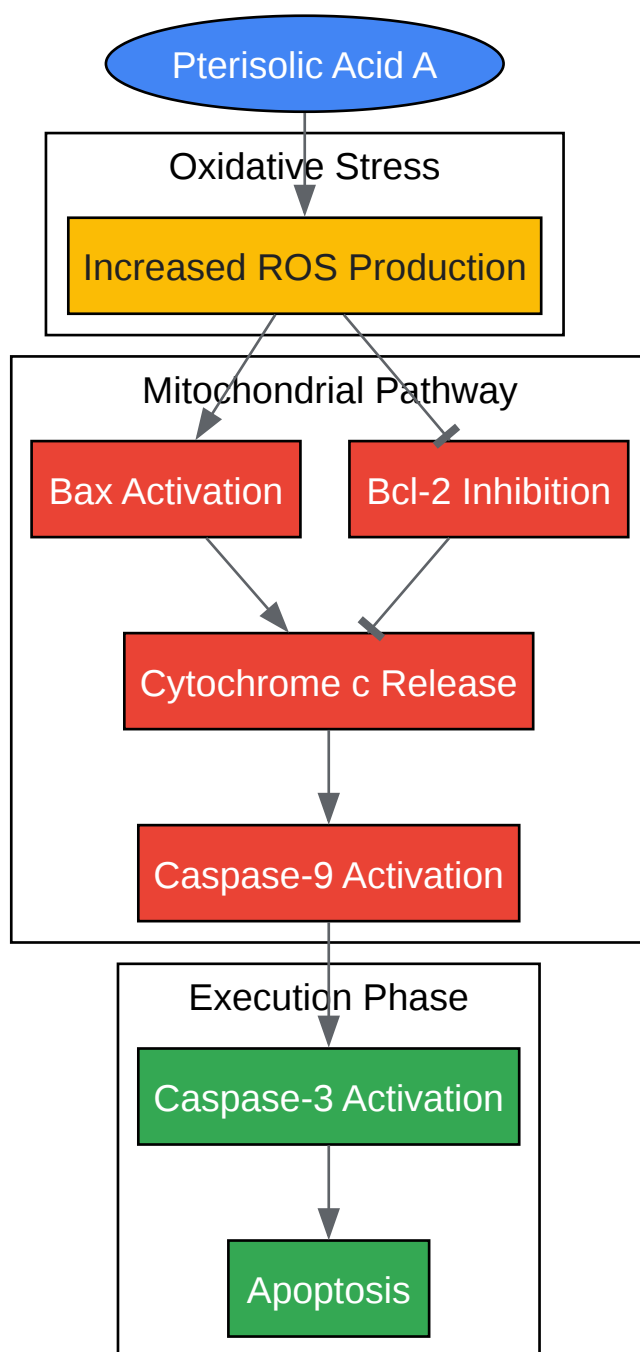 Pterisolic Acid A
Oxidative Stress
Increased ROS Production
Mitochondrial Pathway
Bax Activation
Bcl-2 Inhibition
Cytochrome c Release
Caspase-9 Activation
Execution Phase
Caspase-3 Activation
Apoptosis